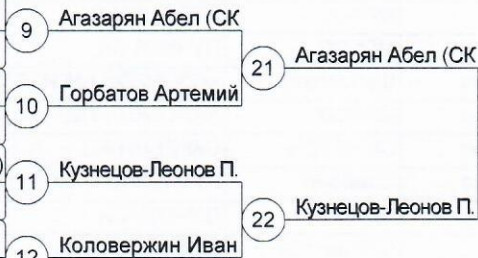 9 Агазарян Абел (СК
21 Агазарян Абел (СК
10 Горбатов Артемий
11 Кузнецов-Леонов П.
22 Кузнецов-Леонов П.
12 Коловержин Иван